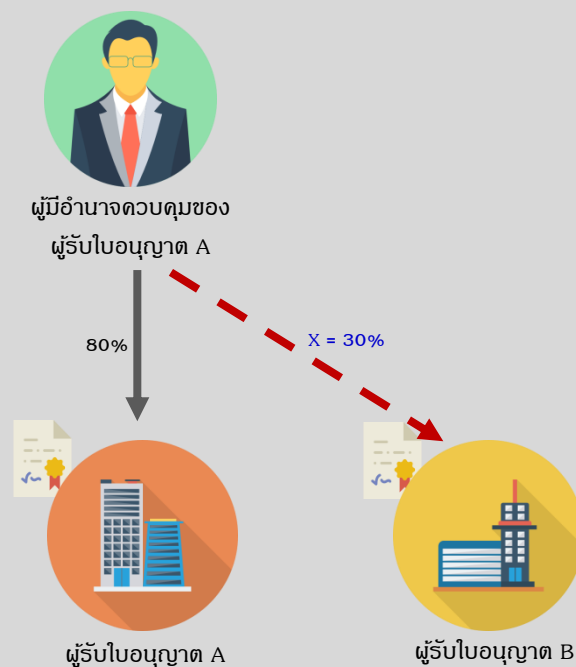 ผู้มีอำนาจควบคุมของ
ผู้รับใบอนุญาต A
80%
X = 30%
ผู้รับใบอนุญาต A
ผู้รับใบอนุญาต B